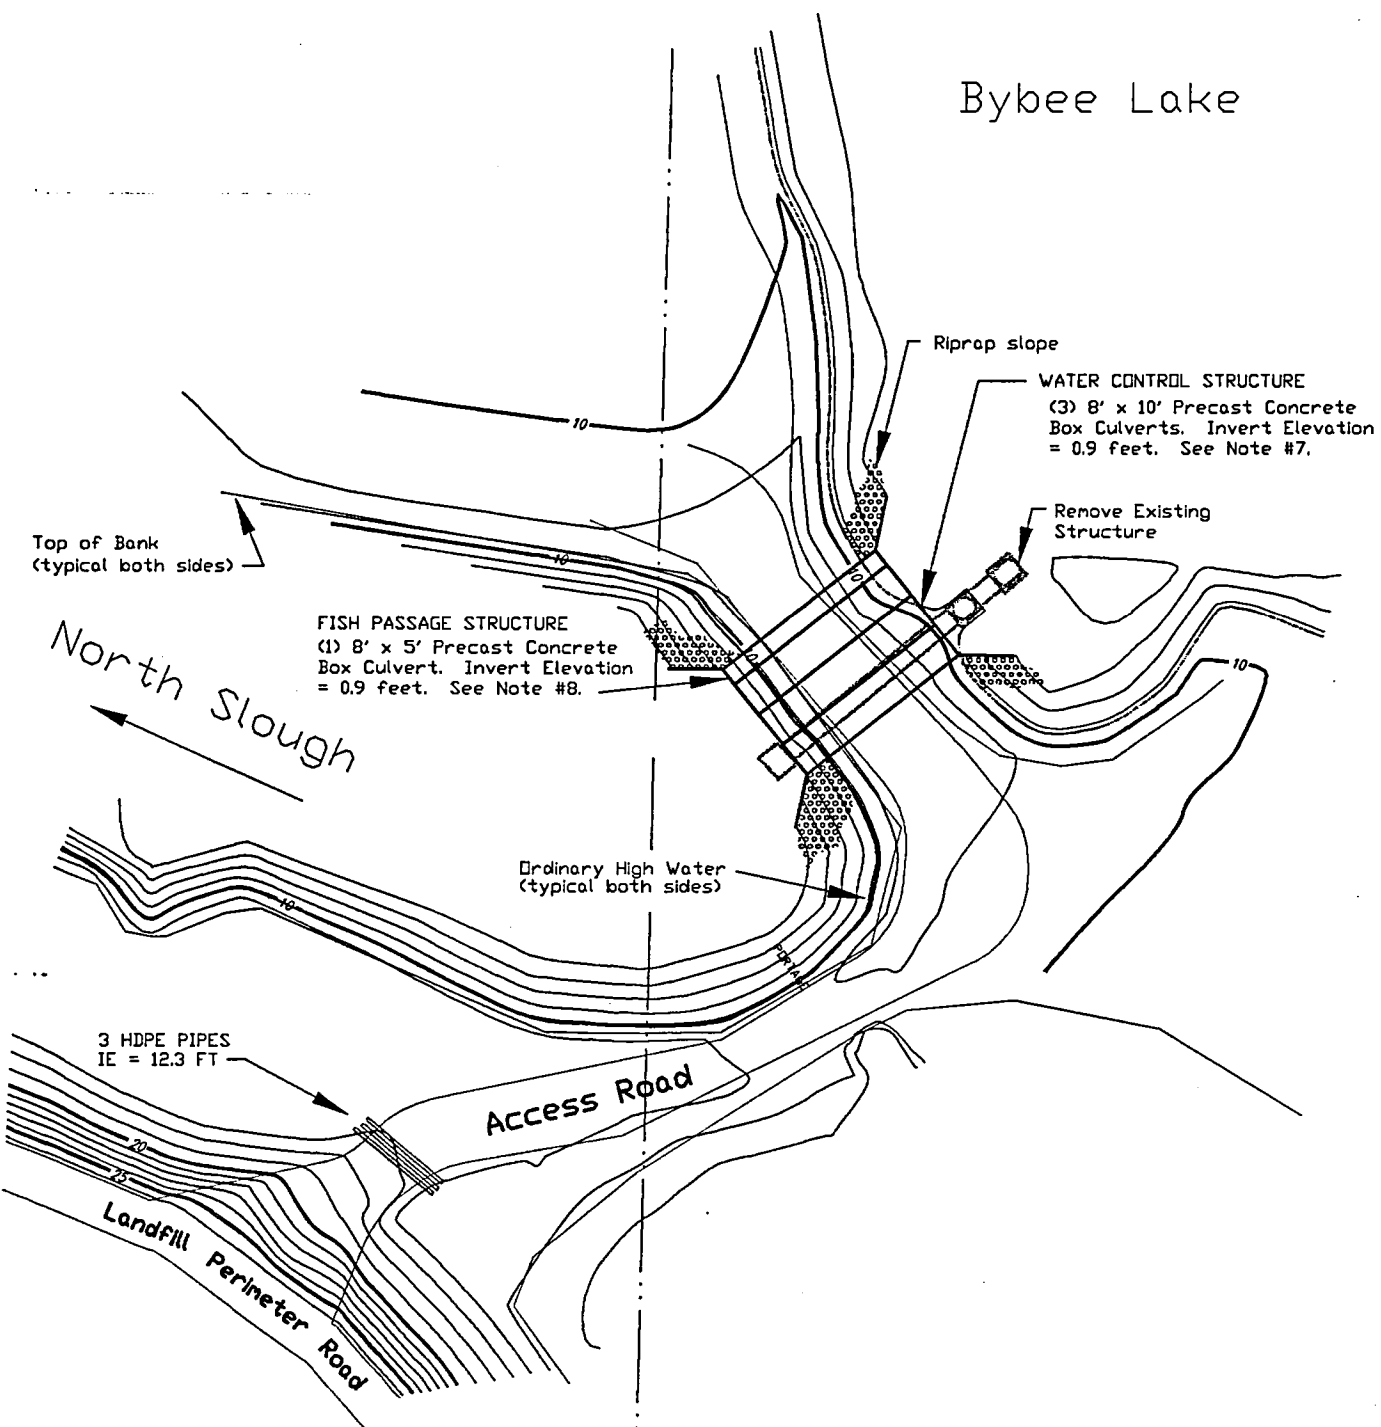 Bybee Lake
Riprap slope
WATER CONTROL STRUCTURE
(3) 8' x 10' Precast Concrete
Box Culverts. Invert Elevation
= 0.9 feet. See Note #7.
10
Remove Existing
Structure
Top of Bank
(typical both sides)
10
10
FISH PASSAGE STRUCTURE
(1) 8' x 5' Precast Concrete
Box Culvert. Invert Elevation
= 0.9 feet. See Note #8.
10
North Slough
Ordinary High Water
(typical both sides)
10
PORTAGE
3 HDPE PIPES
IE = 12.3 FT
Access Road
20
25
Landfill Perimeter Road